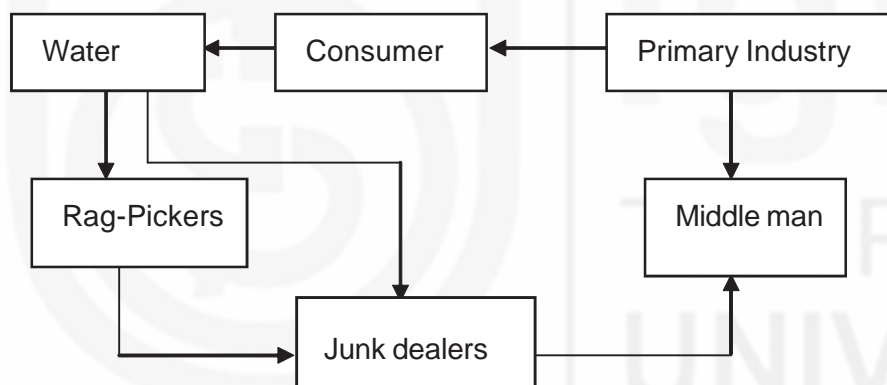 Water
Consumer
Primary Industry
Rag-Pickers
Middle man
Junk dealers